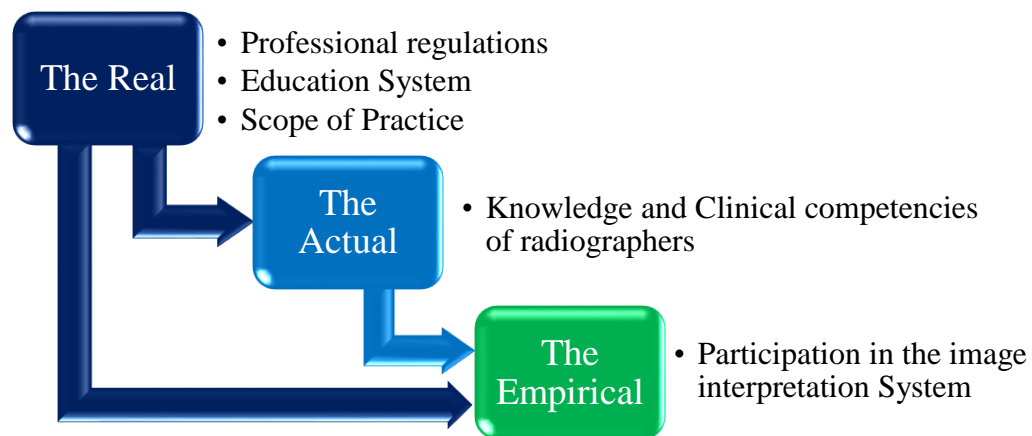 The Real
• Professional regulations
• Education System
• Scope of Practice
The
Actual
• Knowledge and Clinical competencies
of radiographers
The
Empirical
• Participation in the image
interpretation System